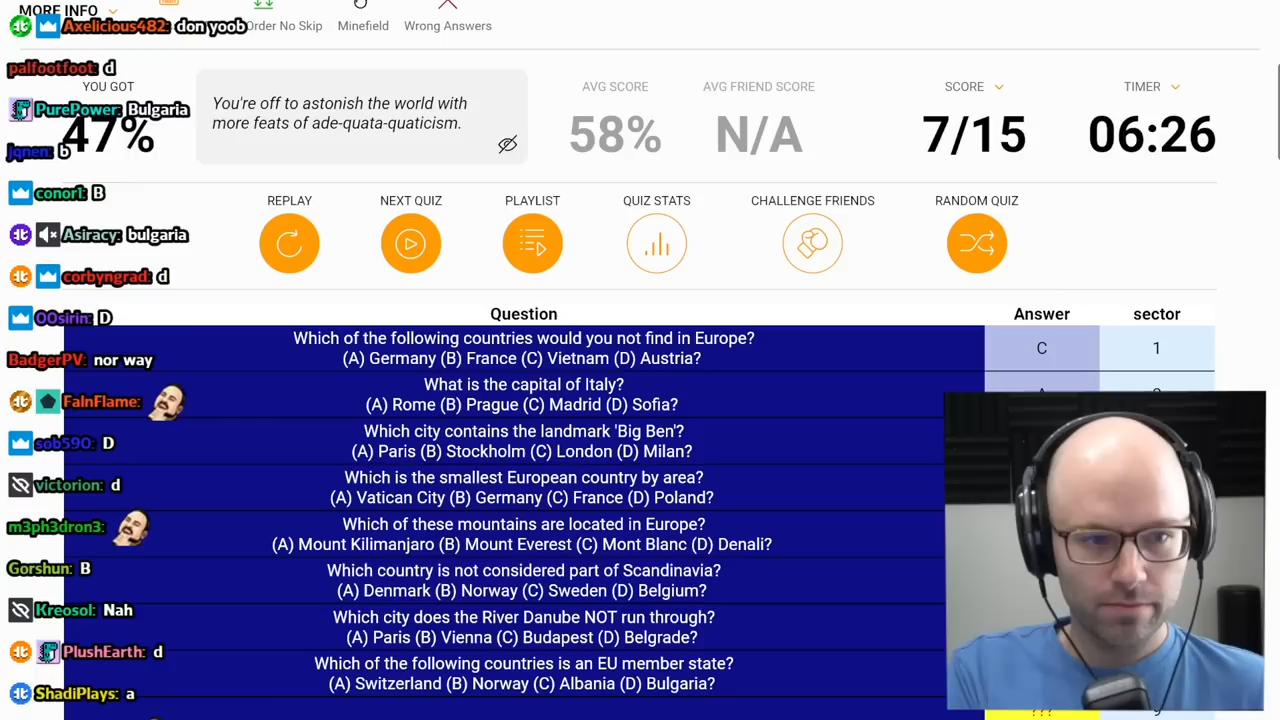 MORE INFO
Order No Skip
Minefield
Wrong Answers
Axelicious482: don yoob
palfootfoot: d
PurePower: Bulgaria
jqnen: b
conor1: B
Asiracy: bulgaria
corbyngrad: d
OOsirin: D
BadgerPV: nor way
FalnFlame:
sob590: D
victorion: d
m3ph3dron3:
Gorshun: B
Kreosol: Nah
PlushEarth: d
ShadiPlays: a
YOU GOT
47%
You're off to astonish the world with
more feats of ade-quata-quaticism.
AVG SCORE
58%
AVG FRIEND SCORE
N/A
SCORE
7/15
TIMER
06:26
REPLAY
NEXT QUIZ
PLAYLIST
QUIZ STATS
CHALLENGE FRIENDS
RANDOM QUIZ
Question
Answer
sector
Which of the following countries would you not find in Europe?
(A) Germany (B) France (C) Vietnam (D) Austria?
C
1
What is the capital of Italy?
(A) Rome (B) Prague (C) Madrid (D) Sofia?
Which city contains the landmark 'Big Ben'?
(A) Paris (B) Stockholm (C) London (D) Milan?
Which is the smallest European country by area?
(A) Vatican City (B) Germany (C) France (D) Poland?
Which of these mountains are located in Europe?
(A) Mount Kilimanjaro (B) Mount Everest (C) Mont Blanc (D) Denali?
Which country is not considered part of Scandinavia?
(A) Denmark (B) Norway (C) Sweden (D) Belgium?
Which city does the River Danube NOT run through?
(A) Paris (B) Vienna (C) Budapest (D) Belgrade?
Which of the following countries is an EU member state?
(A) Switzerland (B) Norway (C) Albania (D) Bulgaria?